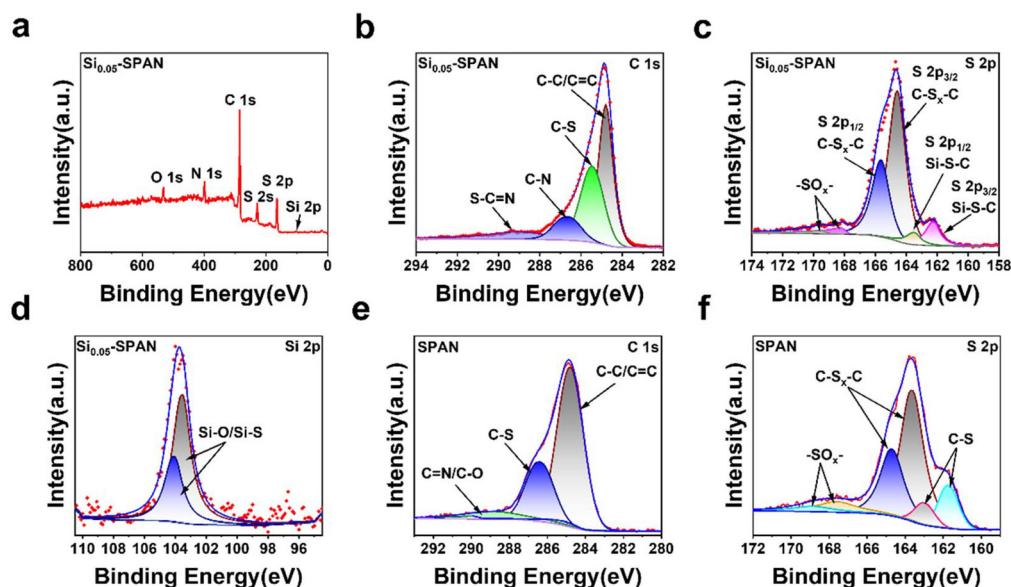 a
Si0.05-SPAN
C 1s
O 1s
N 1s
S 2p
S 2s
Si 2p
Intensity(a.u.)
800 600 400 200 0
Binding Energy(eV)
b
Si0.05-SPAN
C 1s
C-C/C=C
C-S
C-N
S-C=N
Intensity(a.u.)
294 292 290 288 286 284 282
Binding Energy(eV)
c
Si0.05-SPAN
S 2p
S 2p3/2
C-Sx-C
S 2p1/2
C-Sx-C
S 2p1/2
Si-S-C
S 2p3/2
Si-S-C
-SOx-
Intensity(a.u.)
174 172 170 168 166 164 162 160 158
Binding Energy(eV)
d
Si0.05-SPAN
Si 2p
Si-O/Si-S
Intensity(a.u.)
110 108 106 104 102 100 98 96
Binding Energy(eV)
e
SPAN
C 1s
C-C/C=C
C-S
C=N/C-O
Intensity(a.u.)
292 290 288 286 284 282 280
Binding Energy(eV)
f
SPAN
S 2p
C-Sx-C
C-S
-SOx-
Intensity(a.u.)
172 170 168 166 164 162 160
Binding Energy(eV)